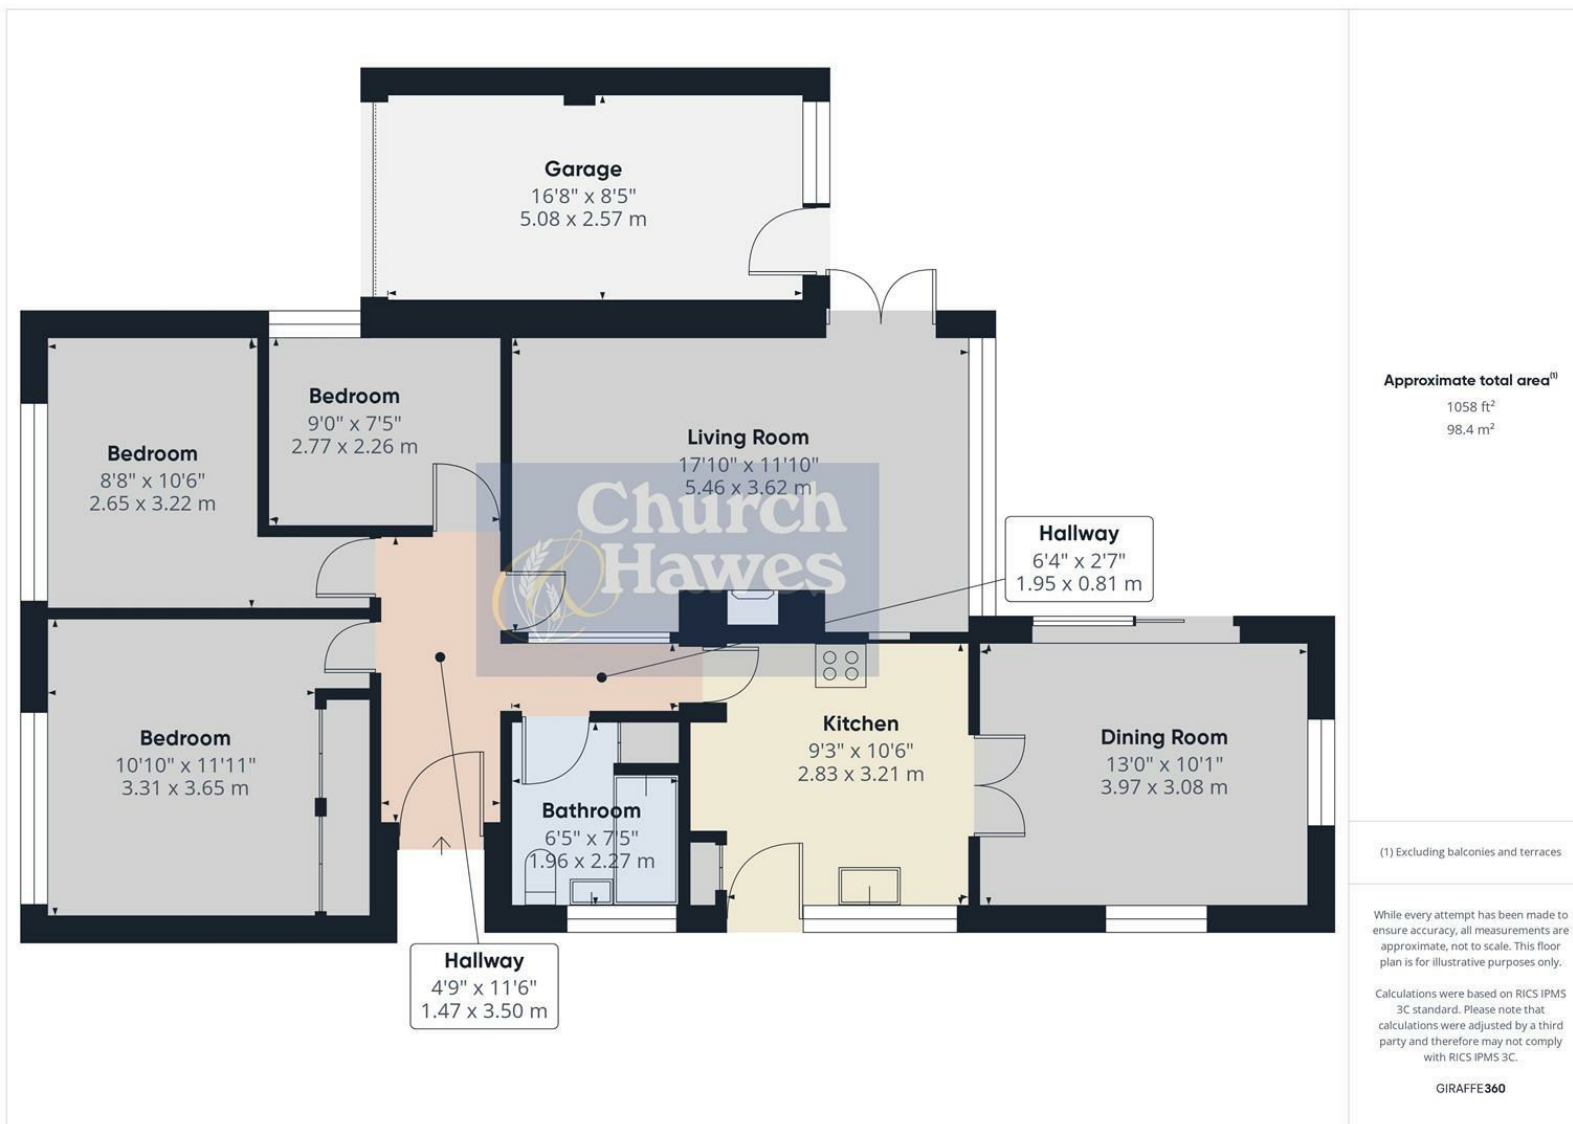 Garage
16'8" x 8'5"
5.08 x 2.57 m
Bedroom
9'0" x 7'5"
2.77 x 2.26 m
Bedroom
8'8" x 10'6"
2.65 x 3.22 m
Living Room
17'10" x 11'10"
5.46 x 3.62 m
Church
& Hawes
Hallway
6'4" x 2'7"
1.95 x 0.81 m
Bedroom
10'10" x 11'11"
3.31 x 3.65 m
Kitchen
9'3" x 10'6"
2.83 x 3.21 m
Dining Room
13'0" x 10'1"
3.97 x 3.08 m
Bathroom
6'5" x 7'5"
1.96 x 2.27 m
Hallway
4'9" x 11'6"
1.47 x 3.50 m
Approximate total area(1)
1058 ft²
98.4 m²
(1) Excluding balconies and terraces
While every attempt has been made to
ensure accuracy, all measurements are
approximate, not to scale. This floor
plan is for illustrative purposes only.
Calculations were based on RICS IPMS
3C standard. Please note that
calculations were adjusted by a third
party and therefore may not comply
with RICS IPMS 3C.
GIRAFFE360